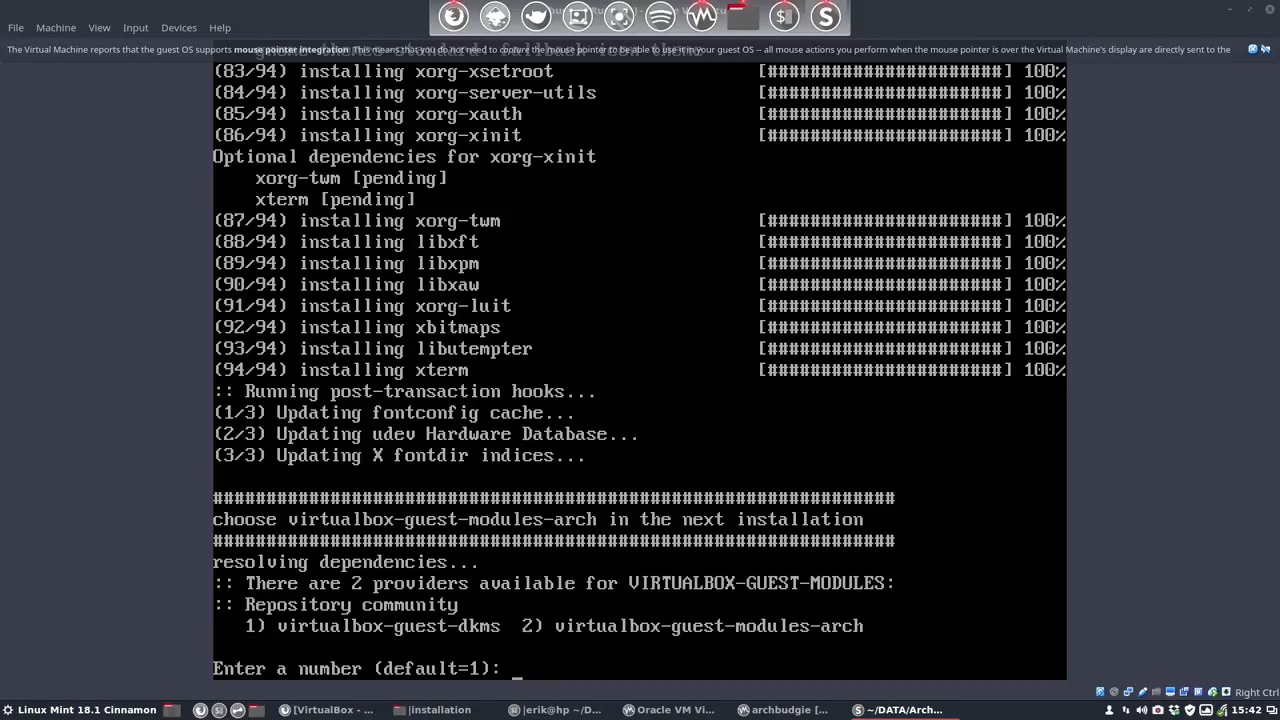 File Machine View Input Devices Help
The Virtual Machine reports that the guest OS supports mouse pointer integration. This means that you do not need to capture the mouse pointer to be able to use it in your guest OS -- all mouse actions you perform when the mouse pointer is over the Virtual Machine's display are directly sent to the
(83/94) installing xorg-xsetroot [######################] 100%
(84/94) installing xorg-server-utils [######################] 100%
(85/94) installing xorg-xauth [######################] 100%
(86/94) installing xorg-xinit [######################] 100%
Optional dependencies for xorg-xinit
xorg-twm [pending]
xterm [pending]
(87/94) installing xorg-twm [######################] 100%
(88/94) installing libxft [######################] 100%
(89/94) installing libxpm [######################] 100%
(90/94) installing libxaw [######################] 100%
(91/94) installing xorg-luit [######################] 100%
(92/94) installing xbitmaps [######################] 100%
(93/94) installing libutempter [######################] 100%
(94/94) installing xterm [######################] 100%
:: Running post-transaction hooks...
(1/3) Updating fontconfig cache...
(2/3) Updating udev Hardware Database...
(3/3) Updating X fontdir indices...
################################################################
choose virtualbox-guest-modules-arch in the next installation
################################################################
resolving dependencies...
:: There are 2 providers available for VIRTUALBOX-GUEST-MODULES:
:: Repository community
1) virtualbox-guest-dkms 2) virtualbox-guest-modules-arch
Enter a number (default=1):
Right Ctrl
Linux Mint 18.1 Cinnamon [VirtualBox - ... |installation |erik@hp ~/D... Oracle VM Vi... archbudgie [... ~/DATA/Arch... 15:42